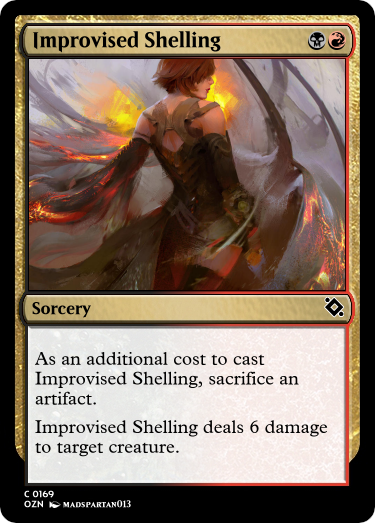 Improvised Shelling
Sorcery
As an additional cost to cast
Improvised Shelling, sacrifice an
artifact.
Improvised Shelling deals 6 damage
to target creature.
C 0169
OZN MADSPARTAN013